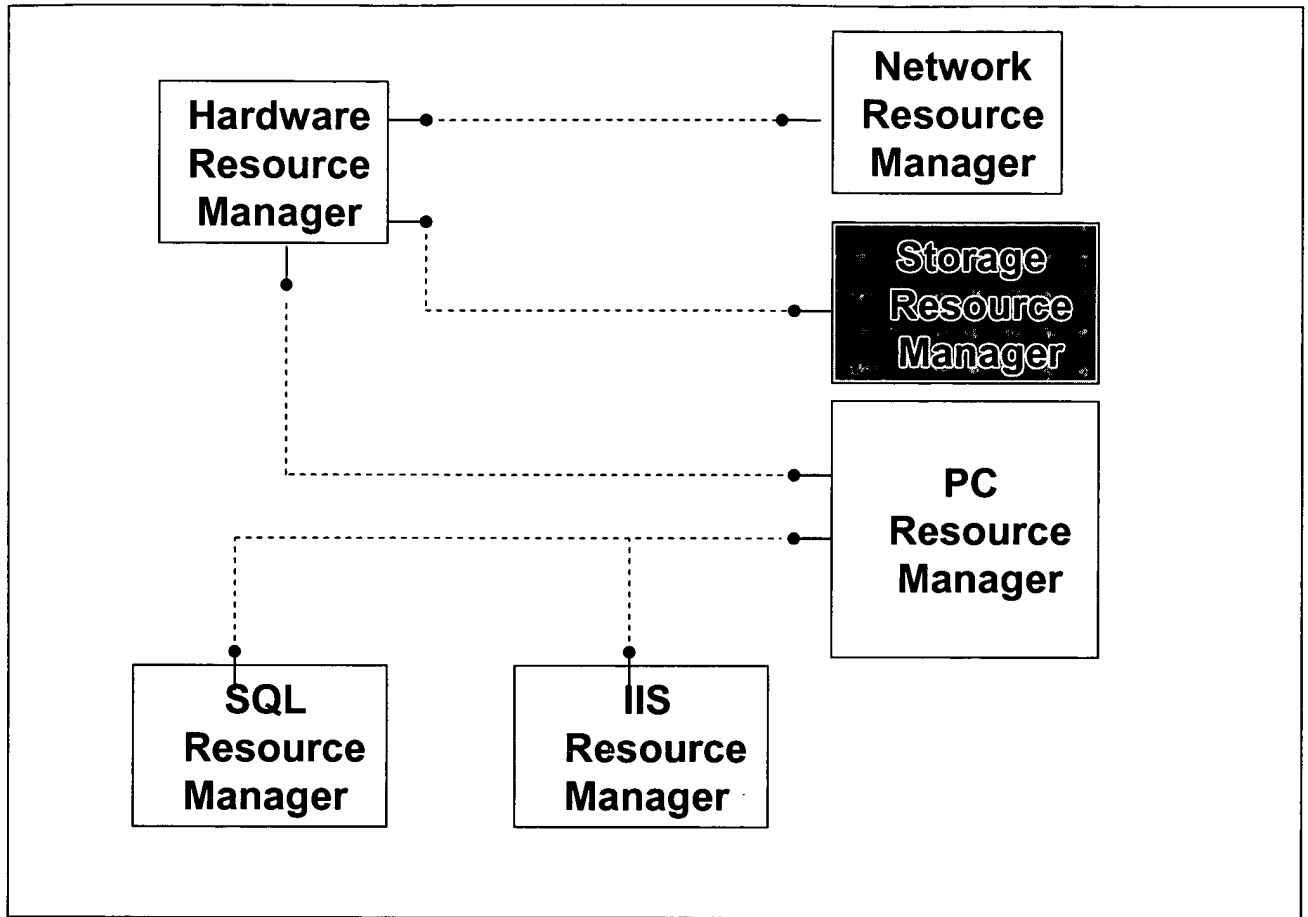 Hardware
Resource
Manager
Network
Resource
Manager
Storage
Resource
Manager
PC
Resource
Manager
SQL
Resource
Manager
IIS
Resource
Manager